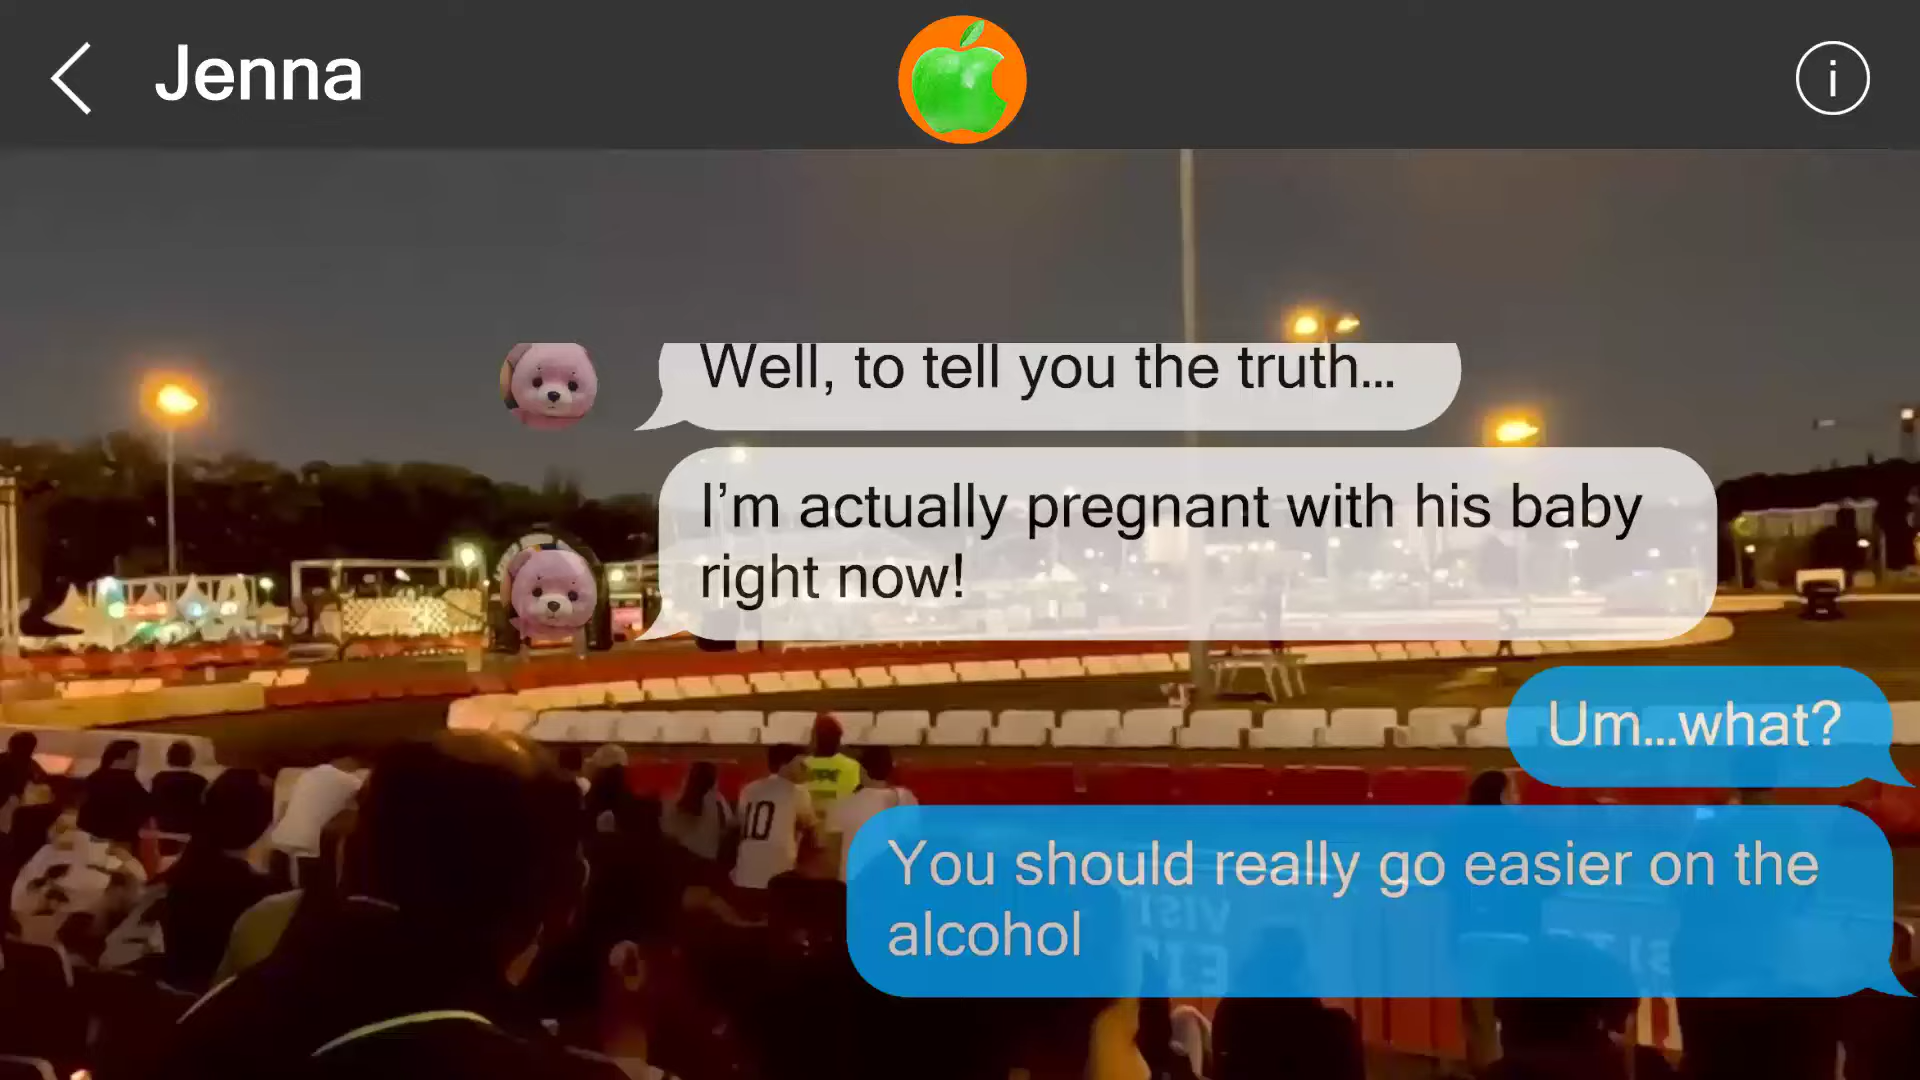 Jenna
i
Well, to tell you the truth...
I’m actually pregnant with his baby
right now!
Um...what?
You should really go easier on the
alcohol
10